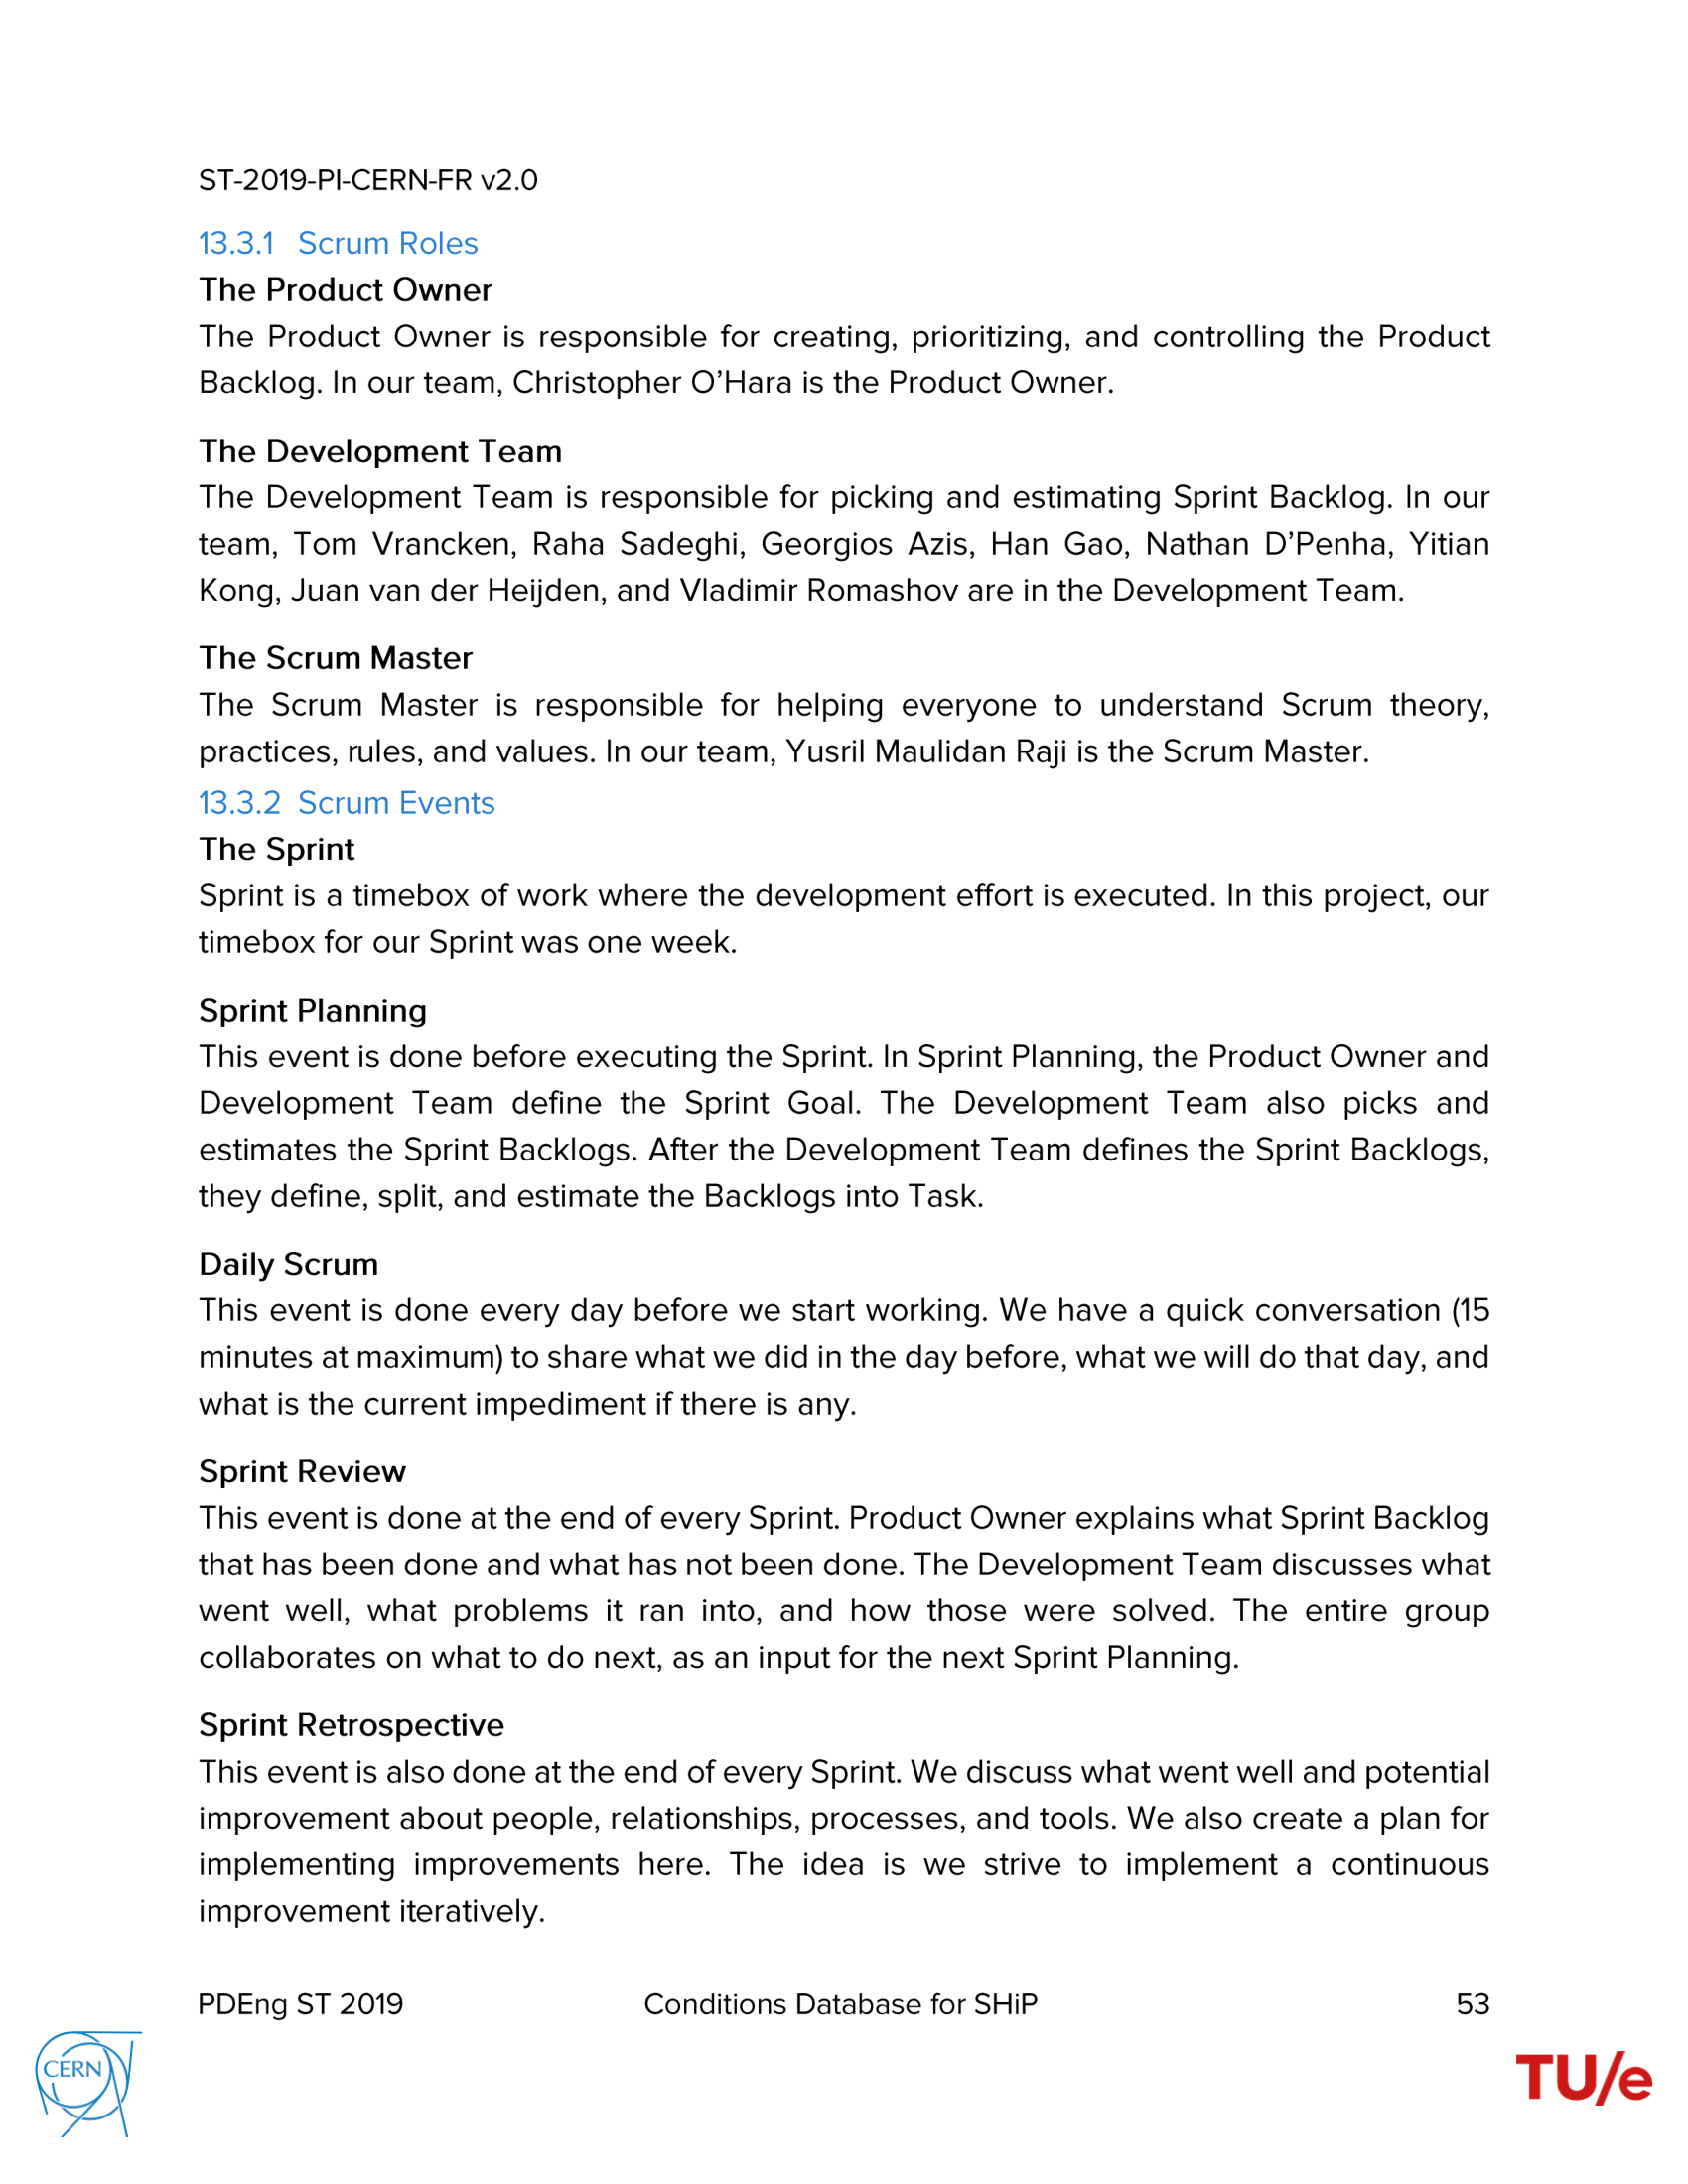 ST-2019-PI-CERN-FR v2.0
13.3.1 Scrum Roles
The Product Owner
The Product Owner is responsible for creating, prioritizing, and controlling the Product
Backlog. In our team, Christopher O’Hara is the Product Owner.
The Development Team
The Development Team is responsible for picking and estimating Sprint Backlog. In our
team, Tom Vrancken, Raha Sadeghi, Georgios Azis, Han Gao, Nathan D’Penha, Yitian
Kong, Juan van der Heijden, and Vladimir Romashov are in the Development Team.
The Scrum Master
The Scrum Master is responsible for helping everyone to understand Scrum theory,
practices, rules, and values. In our team, Yusril Maulidan Raji is the Scrum Master.
13.3.2 Scrum Events
The Sprint
Sprint is a timebox of work where the development effort is executed. In this project, our
timebox for our Sprint was one week.
Sprint Planning
This event is done before executing the Sprint. In Sprint Planning, the Product Owner and
Development Team define the Sprint Goal. The Development Team also picks and
estimates the Sprint Backlogs. After the Development Team defines the Sprint Backlogs,
they define, split, and estimate the Backlogs into Task.
Daily Scrum
This event is done every day before we start working. We have a quick conversation (15
minutes at maximum) to share what we did in the day before, what we will do that day, and
what is the current impediment if there is any.
Sprint Review
This event is done at the end of every Sprint. Product Owner explains what Sprint Backlog
that has been done and what has not been done. The Development Team discusses what
went well, what problems it ran into, and how those were solved. The entire group
collaborates on what to do next, as an input for the next Sprint Planning.
Sprint Retrospective
This event is also done at the end of every Sprint. We discuss what went well and potential
improvement about people, relationships, processes, and tools. We also create a plan for
implementing improvements here. The idea is we strive to implement a continuous
improvement iteratively.
PDEng ST 2019 Conditions Database for SHiP 53
CERN
TU/e